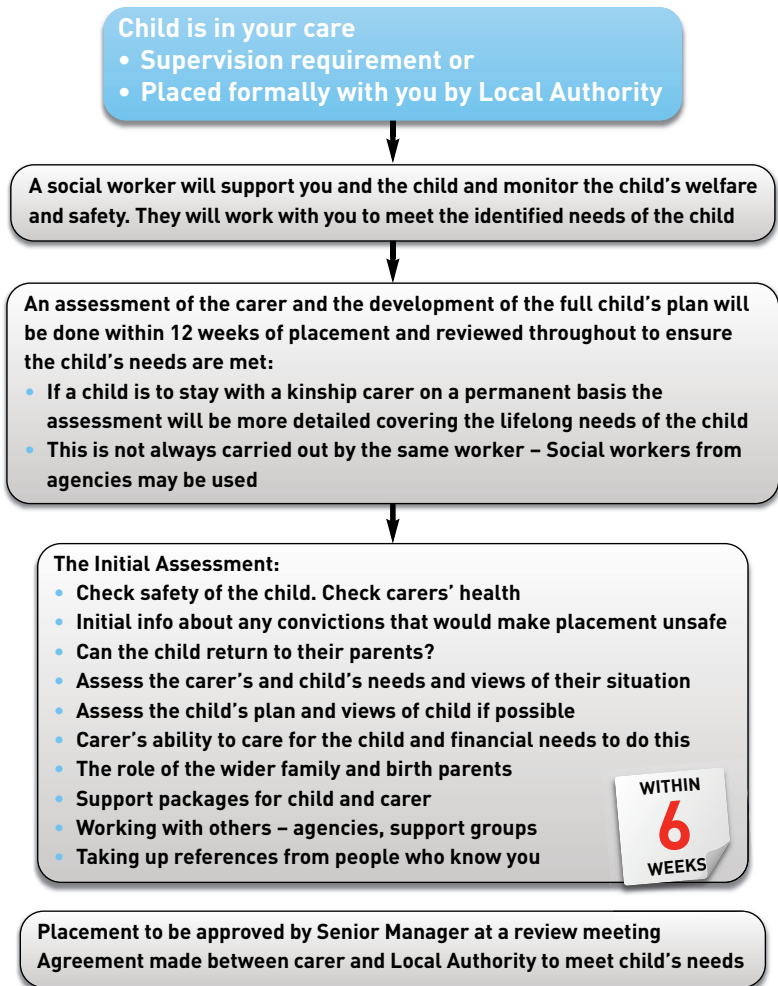 Child is in your care
• Supervision requirement or
• Placed formally with you by Local Authority
A social worker will support you and the child and monitor the child's welfare
and safety. They will work with you to meet the identified needs of the child
An assessment of the carer and the development of the full child's plan will
be done within 12 weeks of placement and reviewed throughout to ensure
the child's needs are met:
• If a child is to stay with a kinship carer on a permanent basis the
assessment will be more detailed covering the lifelong needs of the child
• This is not always carried out by the same worker – Social workers from
agencies may be used
The Initial Assessment:
• Check safety of the child. Check carers' health
• Initial info about any convictions that would make placement unsafe
• Can the child return to their parents?
• Assess the carer's and child's needs and views of their situation
• Assess the child's plan and views of child if possible
• Carer's ability to care for the child and financial needs to do this
• The role of the wider family and birth parents
• Support packages for child and carer
• Working with others – agencies, support groups
• Taking up references from people who know you
WITHIN
6
WEEKS
Placement to be approved by Senior Manager at a review meeting
Agreement made between carer and Local Authority to meet child's needs